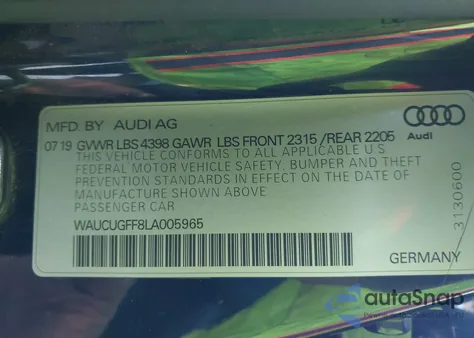 MFD. BY AUDI AG
07 19 GVWR LBS 4398 GAWR LBS FRONT 2315 /REAR 2205
THIS VEHICLE CONFORMS TO ALL APPLICABLE U S
FEDERAL MOTOR VEHICLE SAFETY, BUMPER AND THEFT
PREVENTION STANDARDS IN EFFECT ON THE DATE OF
MANUFACTURE SHOWN ABOVE
PASSENGER CAR
WAUCUGFF8LA005965
Audi
3130600
GERMANY
autoSnap